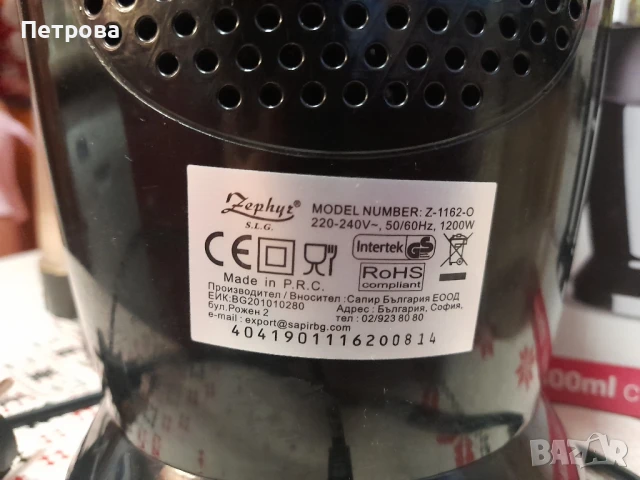 Петрова
Zephyr®
S.L.G.
MODEL NUMBER: Z-1162-O
220-240V~, 50/60Hz, 1200W
CE
Intertek GS
RoHS
compliant
Made in P.R.C.
Производител / Вносител :Сапир България ЕООД
ЕИК:BG201010280 Адрес : България, София,
бул.Рожен 2 тел : 02/923 80 80
e-mail : export@sapirbg.com
4041901116200814
00ml
BAZAR